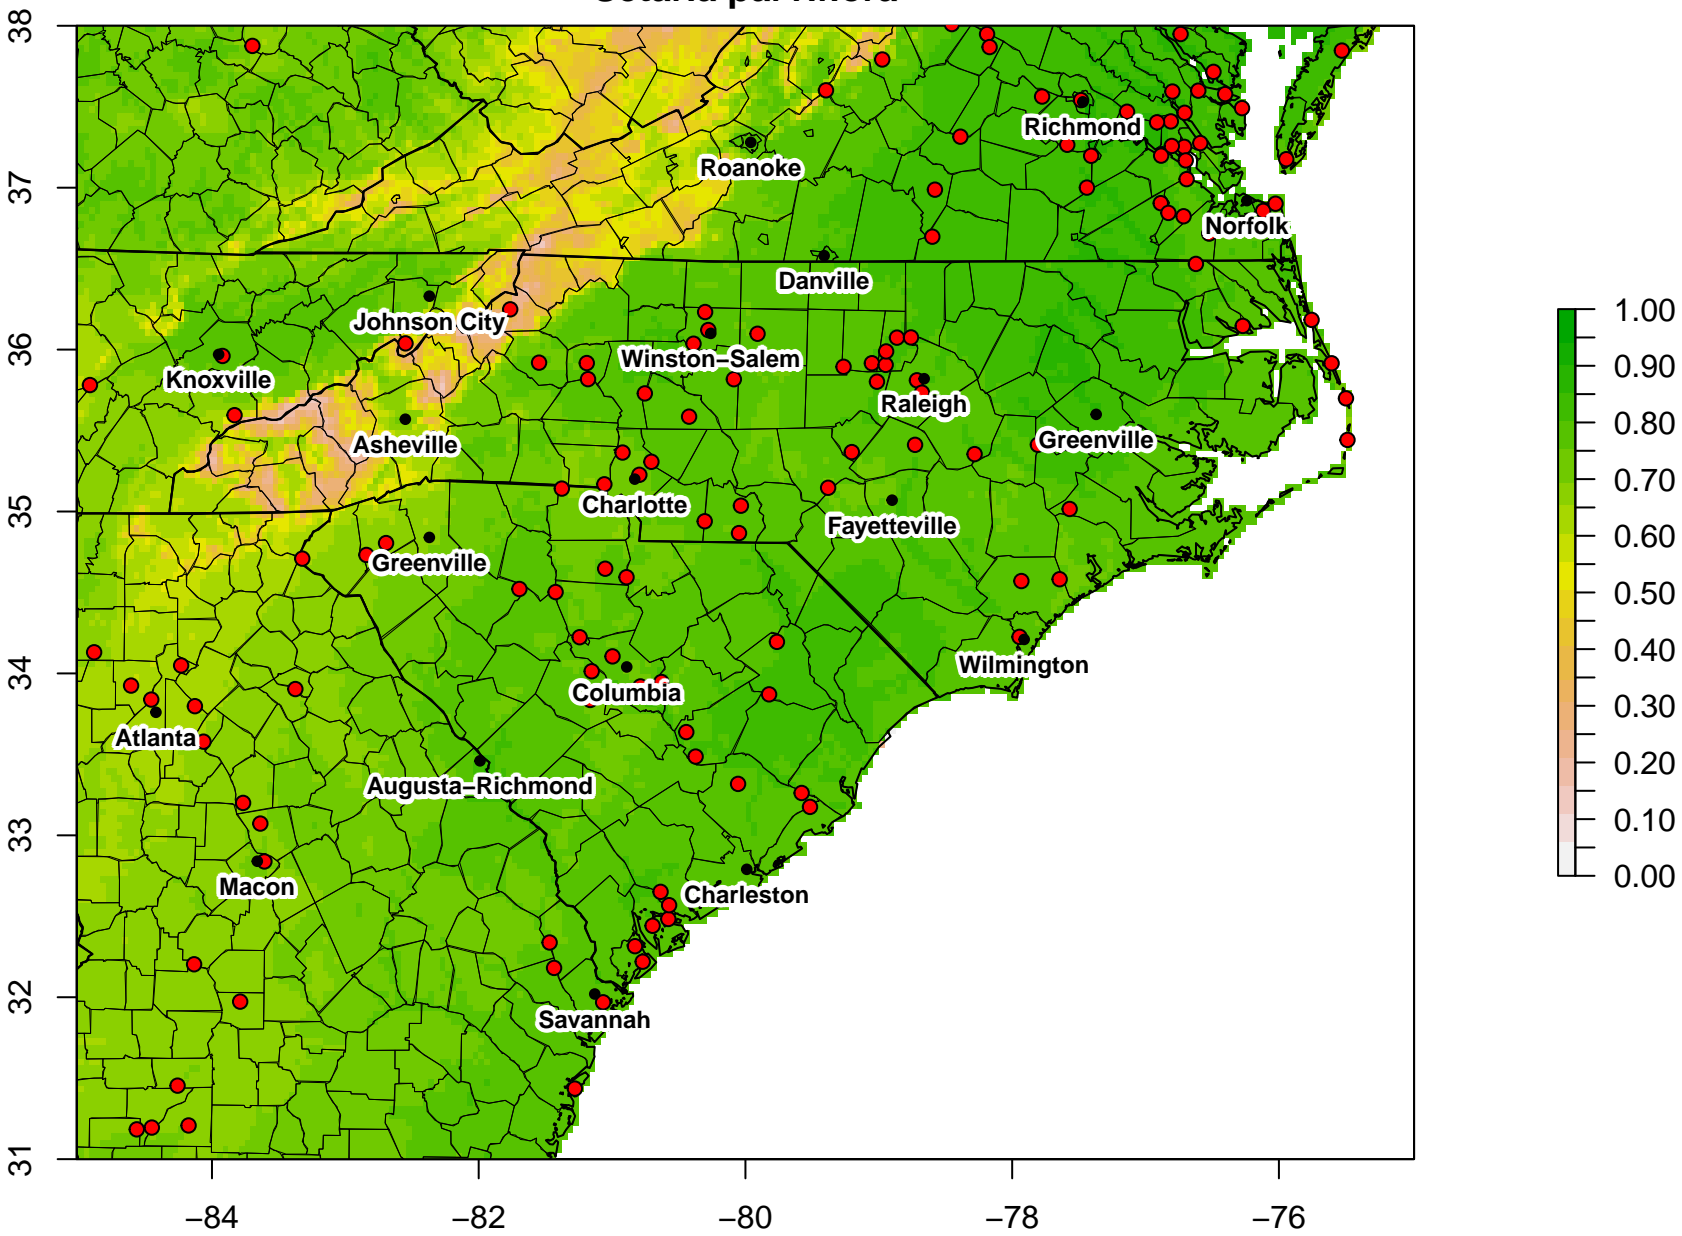 38
37
36
35
34
33
32
31
Richmond
Roanoke
Norfolk
Danville
Johnson City
Winston–Salem
Knoxville
Raleigh
Asheville
Greenville
Charlotte
Fayetteville
Greenville
Wilmington
Columbia
Atlanta
Augusta–Richmond
Macon
Charleston
Savannah
–84
–82
–80
–78
–76
1.00
0.90
0.80
0.70
0.60
0.50
0.40
0.30
0.20
0.10
0.00